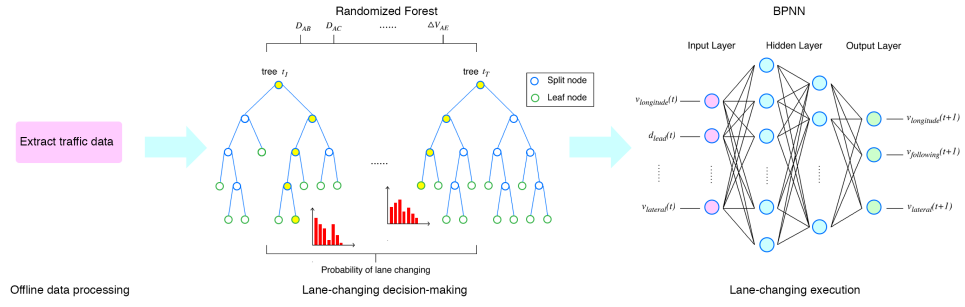 Randomized Forest
D_AB D_AC ...... △V_AE
tree t_1
tree t_T
Split node
Leaf node
......
Probability of lane changing
Extract traffic data
BPNN
Input Layer Hidden Layer Output Layer
v_longitude(t)
d_lead(t)
v_lateral(t)
v_longitude(t+1)
v_following(t+1)
v_lateral(t+1)
Offline data processing
Lane-changing decision-making
Lane-changing execution